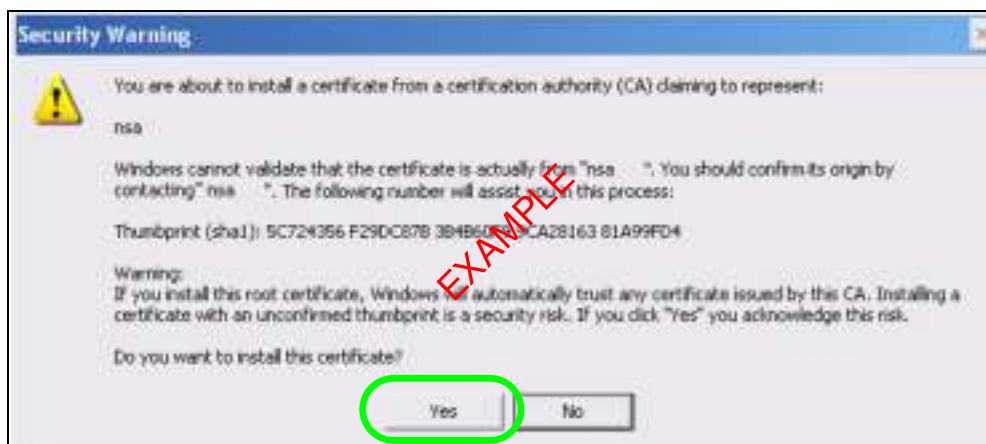 Security Warning
You are about to install a certificate from a certification authority (CA) claiming to represent:
nsa
Windows cannot validate that the certificate is actually from "nsa ". You should confirm its origin by
contacting" nsa ". The following number will assist you in this process:
Thumbprint (sha1): 5C724356 F29DC87B
Warning:
If you install this root certificate, Windows will automatically trust any certificate issued by this CA. Installing a
certificate with an unconfirmed thumbprint is a security risk. If you click "Yes" you acknowledge this risk.
Do you want to install this certificate?
Yes No
EXAMPLE